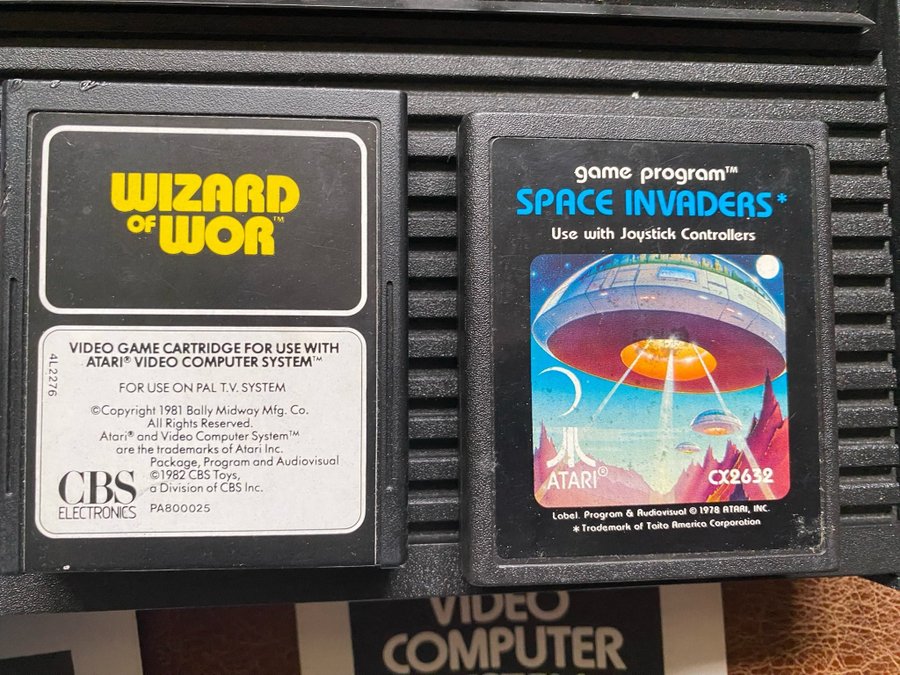 WIZARD
OF WOR™
VIDEO GAME CARTRIDGE FOR USE WITH
ATARI® VIDEO COMPUTER SYSTEM™
FOR USE ON PAL T.V. SYSTEM
©Copyright 1981 Bally Midway Mfg. Co.
All Rights Reserved.
Atari® and Video Computer System™
are the trademarks of Atari Inc.
Package, Program and Audiovisual
©1982 CBS Toys,
a Division of CBS Inc.
CBS
ELECTRONICS
PA800025
4L2276
game program™
SPACE INVADERS*
Use with Joystick Controllers
ATARI®
CX2632
Label, Program & Audiovisual © 1978 ATARI, INC.
* Trademark of Taito America Corporation
VIDEO
COMPUTER
SYSTEM